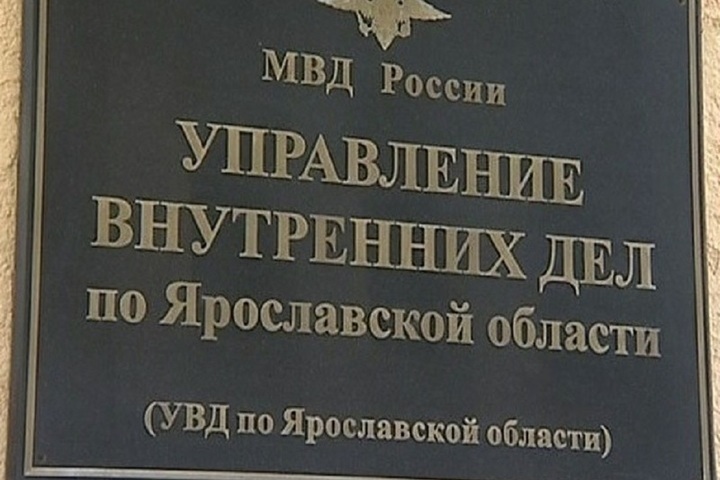 МВД России
УПРАВЛЕНИЕ
ВНУТРЕННИХ ДЕЛ
по Ярославской области
(УВД по Ярославской области)